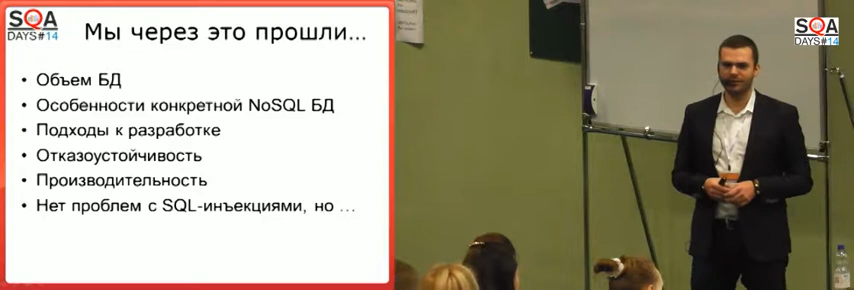 SQA
DAYS#14
Мы через это прошли...
• Объем БД
• Особенности конкретной NoSQL БД
• Подходы к разработке
• Отказоустойчивость
• Производительность
• Нет проблем с SQL-инъекциями, но ...
SQA
DAYS#14